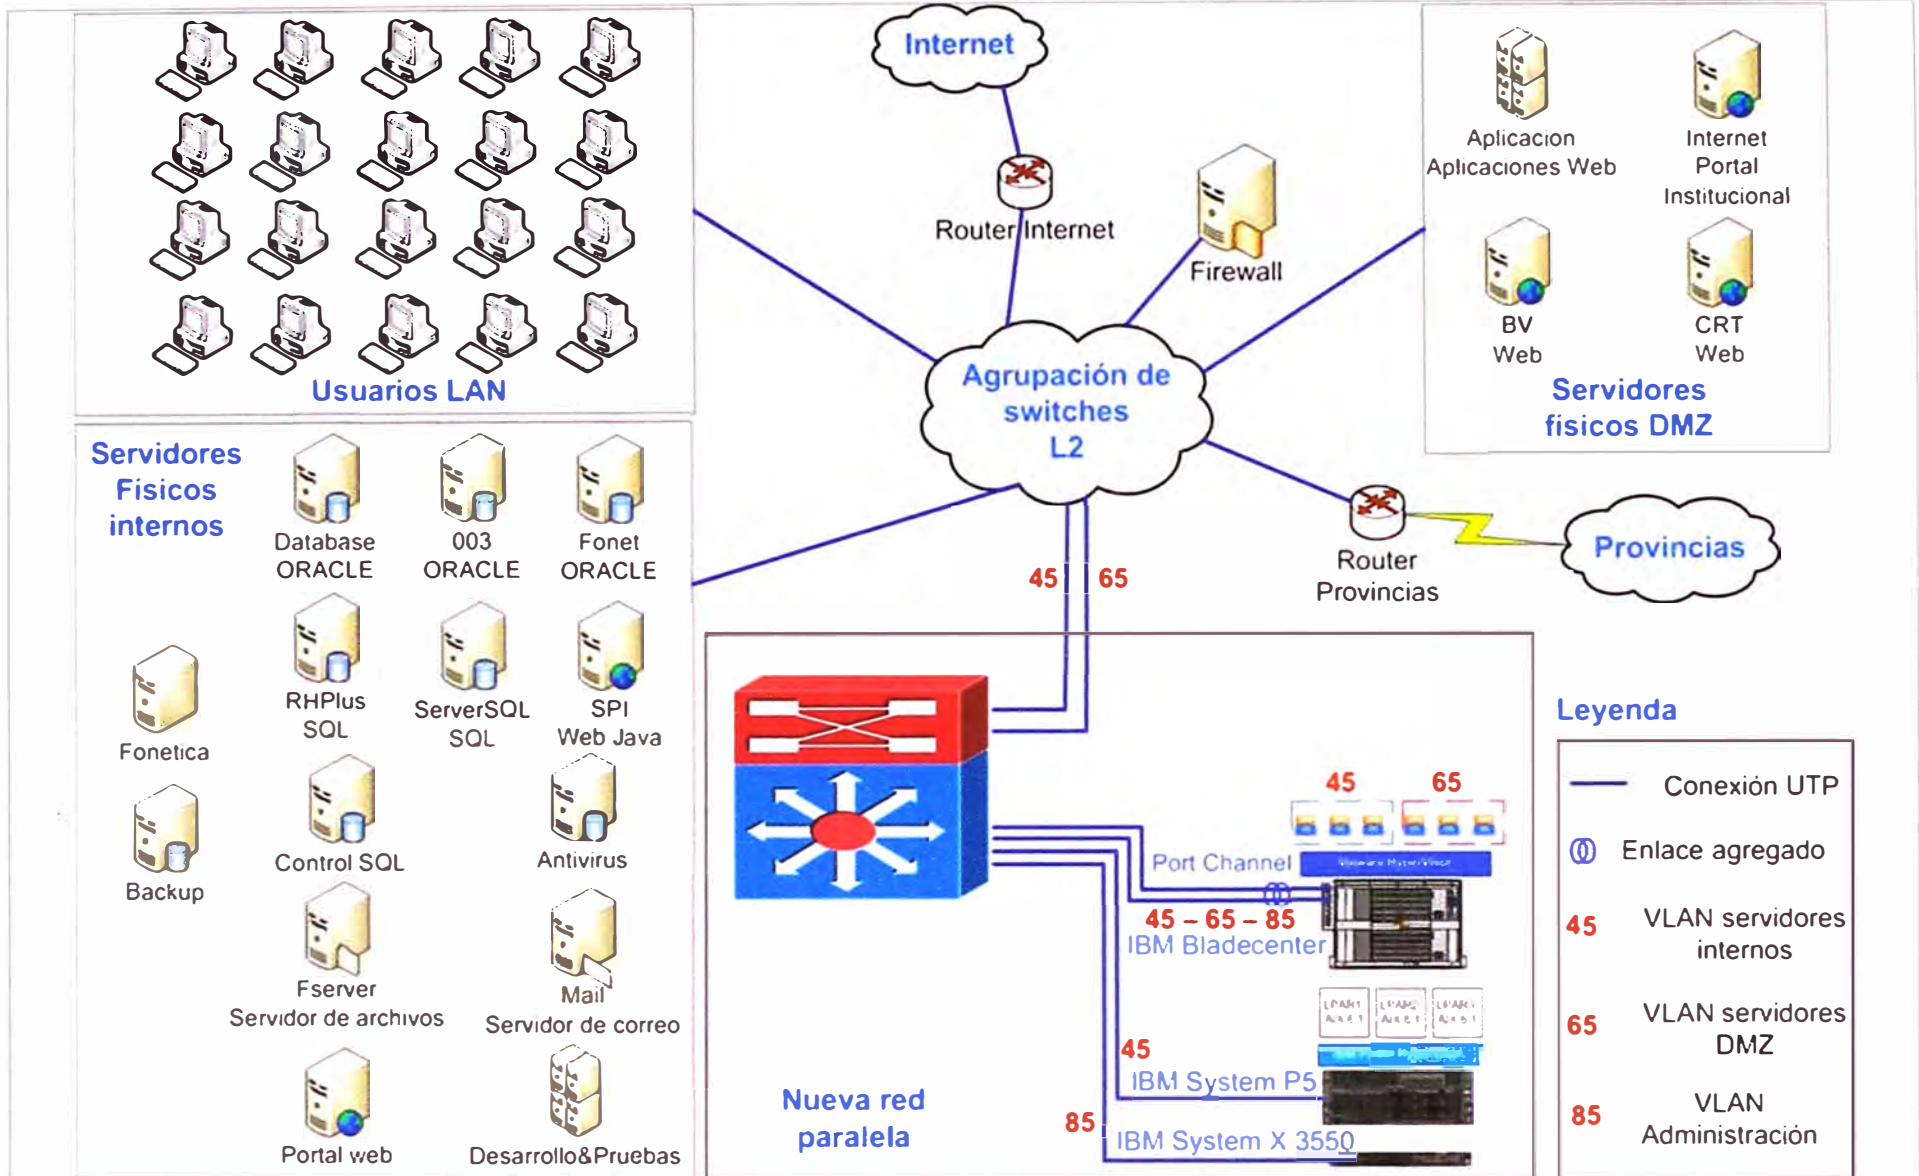 Internet
Router Internet
Firewall
Aplicacion
Aplicaciones Web
Internet
Portal
Institucional
BV
Web
CRT
Web
Servidores
físicos DMZ
Usuarios LAN
Agrupación de
switches
L2
Servidores
Físicos
internos
Database
ORACLE
003
ORACLE
Fonet
ORACLE
Fonetica
RHPlus
SQL
ServerSQL
SQL
SPI
Web Java
Backup
Control SQL
Antivirus
Fserver
Servidor de archivos
Mail
Servidor de correo
Portal web
Desarrollo&Pruebas
Router
Provincias
Provincias
45
65
45
65
Port Channel
45 – 65 – 85
IBM Bladecenter
LPAR1
LPAR2
45
IBM System P5
85
IBM System X 3550
Nueva red
paralela
Leyenda
Conexión UTP
Enlace agregado
45
VLAN servidores
internos
65
VLAN servidores
DMZ
85
VLAN
Administración